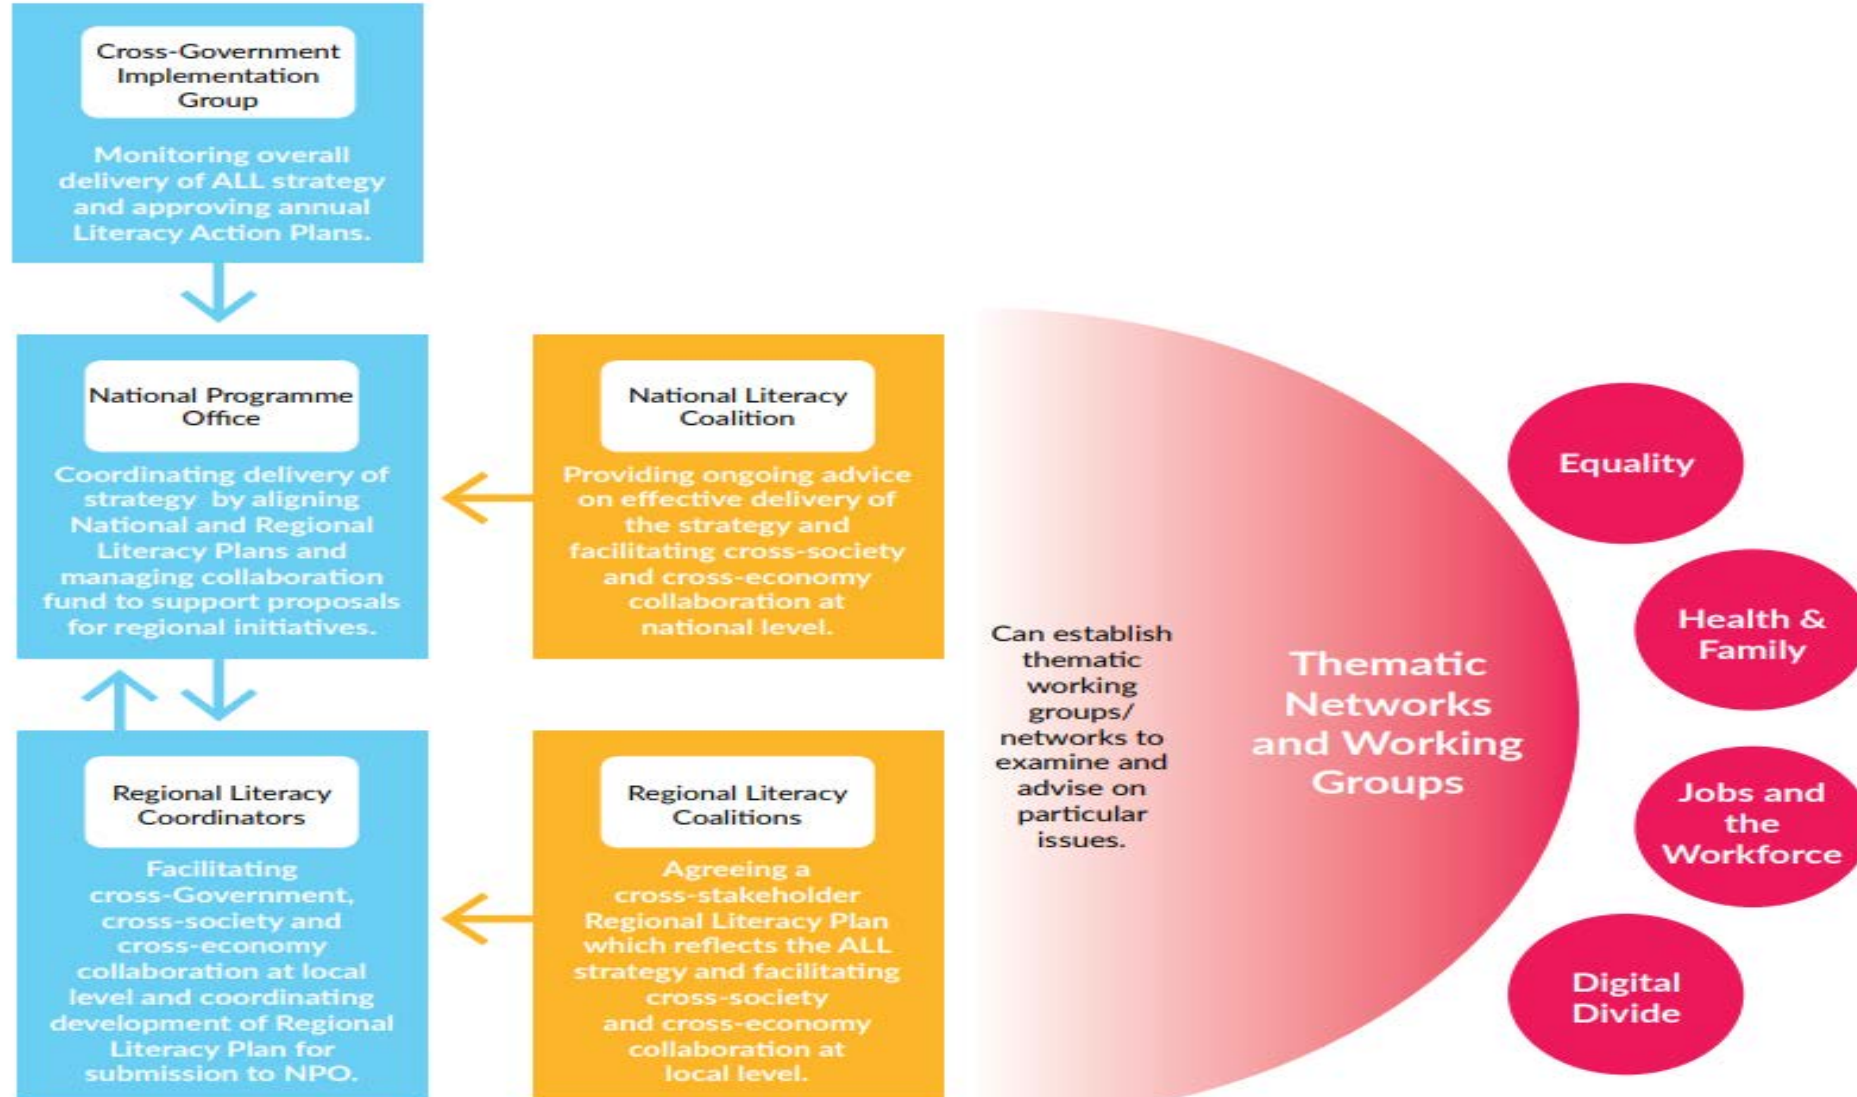 Cross-Government
Implementation
Group
Monitoring overall
delivery of ALL strategy
and approving annual
Literacy Action Plans.
National Programme
Office
Coordinating delivery of
strategy by aligning
National and Regional
Literacy Plans and
managing collaboration
fund to support proposals
for regional initiatives.
National Literacy
Coalition
Providing ongoing advice
on effective delivery of
the strategy and
facilitating cross-society
and cross-economy
collaboration at
national level.
Regional Literacy
Coordinators
Facilitating
cross-Government,
cross-society and
cross-economy
collaboration at local
level and coordinating
development of Regional
Literacy Plan for
submission to NPO.
Regional Literacy
Coalitions
Agreeing a
cross-stakeholder
Regional Literacy Plan
which reflects the ALL
strategy and facilitating
cross-society
and cross-economy
collaboration at
local level.
Can establish
thematic
working
groups/
networks to
examine and
advise on
particular
issues.
Thematic
Networks
and Working
Groups
Equality
Health &
Family
Jobs and
the
Workforce
Digital
Divide